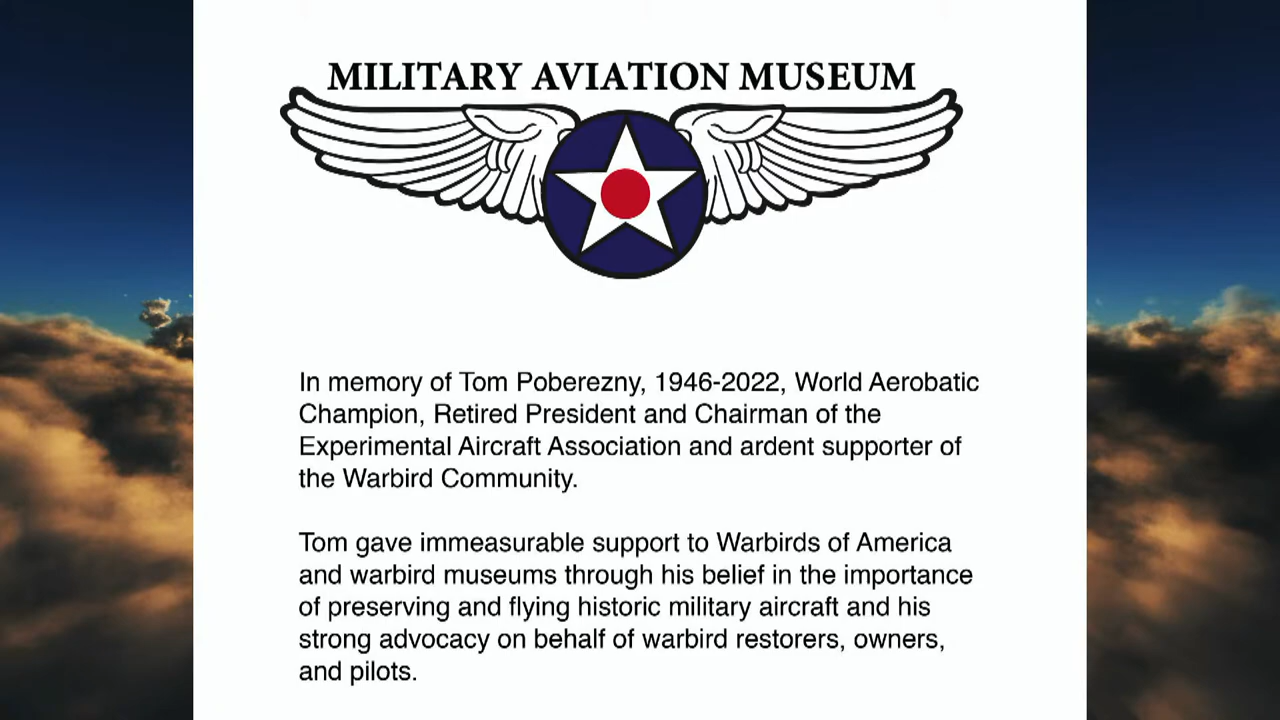 MILITARY AVIATION MUSEUM
In memory of Tom Poberezny, 1946-2022, World Aerobatic
Champion, Retired President and Chairman of the
Experimental Aircraft Association and ardent supporter of
the Warbird Community.
Tom gave immeasurable support to Warbirds of America
and warbird museums through his belief in the importance
of preserving and flying historic military aircraft and his
strong advocacy on behalf of warbird restorers, owners,
and pilots.